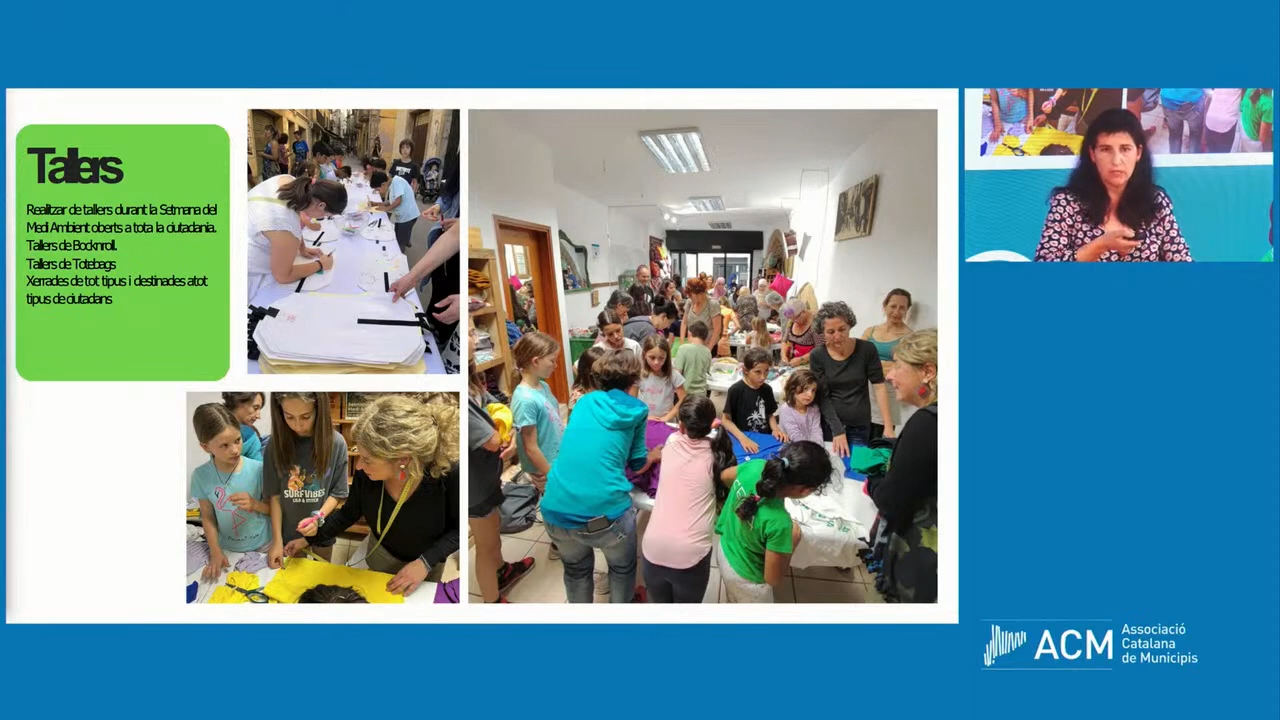 Tallers
Realitzar de tallers durant la Setmana del
Medi Ambient oberts a tota la ciutadania.
Tallers de Bocknroll.
Tallers de Totebags
Xerrades de tot tipus i destinades a tot
tipus de ciutadans
SURFVIBES
ACM
Associació
Catalana
de Municipis